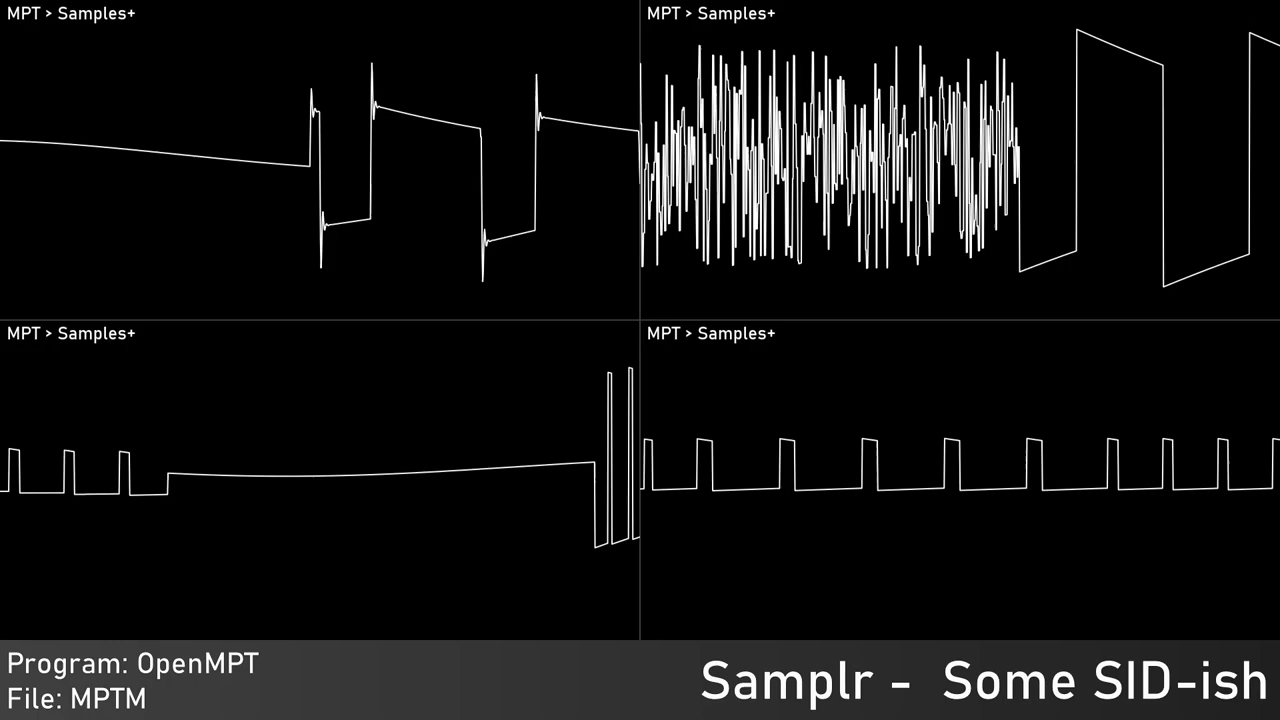 MPT > Samples+
MPT > Samples+
MPT > Samples+
MPT > Samples+
Program: OpenMPT
File: MPTM
Samplr -  Some SID-ish